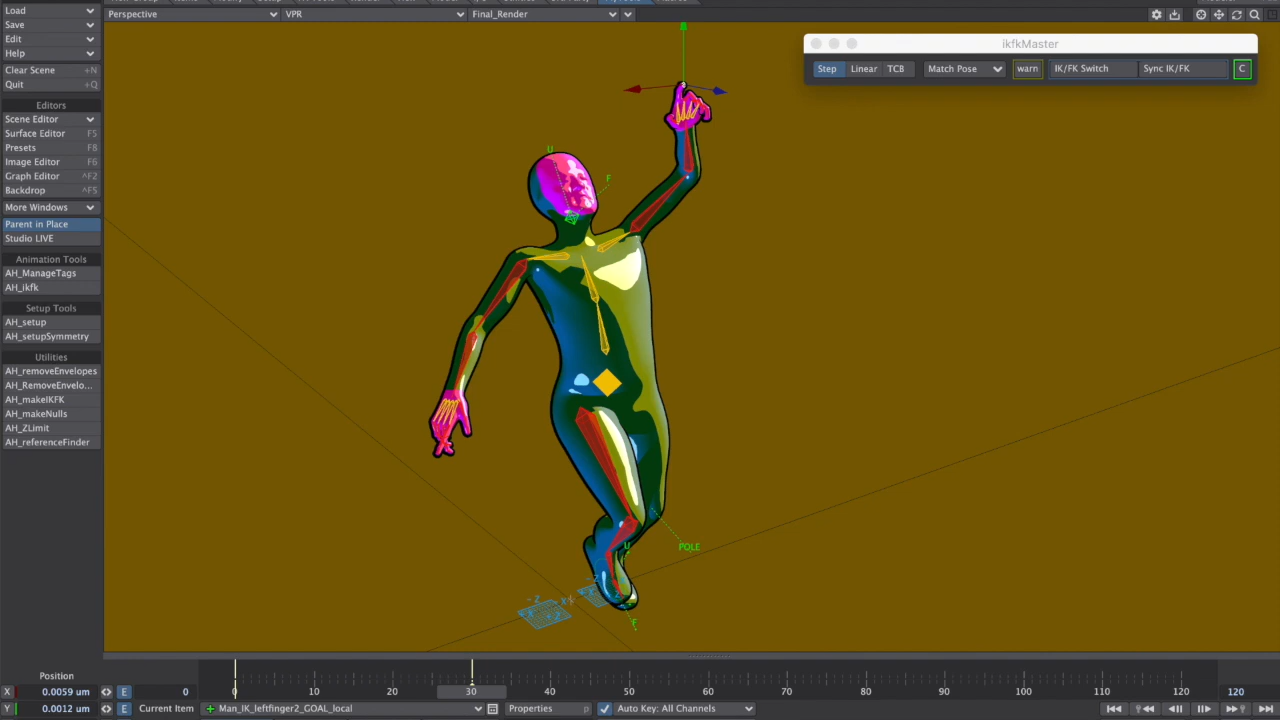 Load
Save
Edit
Help
Clear Scene +N
Quit +Q
Editors
Scene Editor
Surface Editor F5
Presets F8
Image Editor F6
Graph Editor ^F2
Backdrop ^F5
More Windows
Parent in Place
Studio LIVE
Animation Tools
AH_ManageTags
AH_ikfk
Setup Tools
AH_setup
AH_setupSymmetry
Utilities
AH_removeEnvelopes
AH_RemoveEnvelo...
AH_makeIKFK
AH_makeNulls
AH_ZLimit
AH_referenceFinder
Perspective VPR Final_Render
ikfkMaster
Step Linear TCB Match Pose warn IK/FK Switch Sync IK/FK C
U
F
POLE
U
-Z
-Z
X
F
Position
X 0.0059 um E 0 0 10 20 30 40 50 60 70 80 90 100 110 120 120
Y 0.0012 um E Current Item Man_IK_leftfinger2_GOAL_local Properties p Auto Key: All Channels